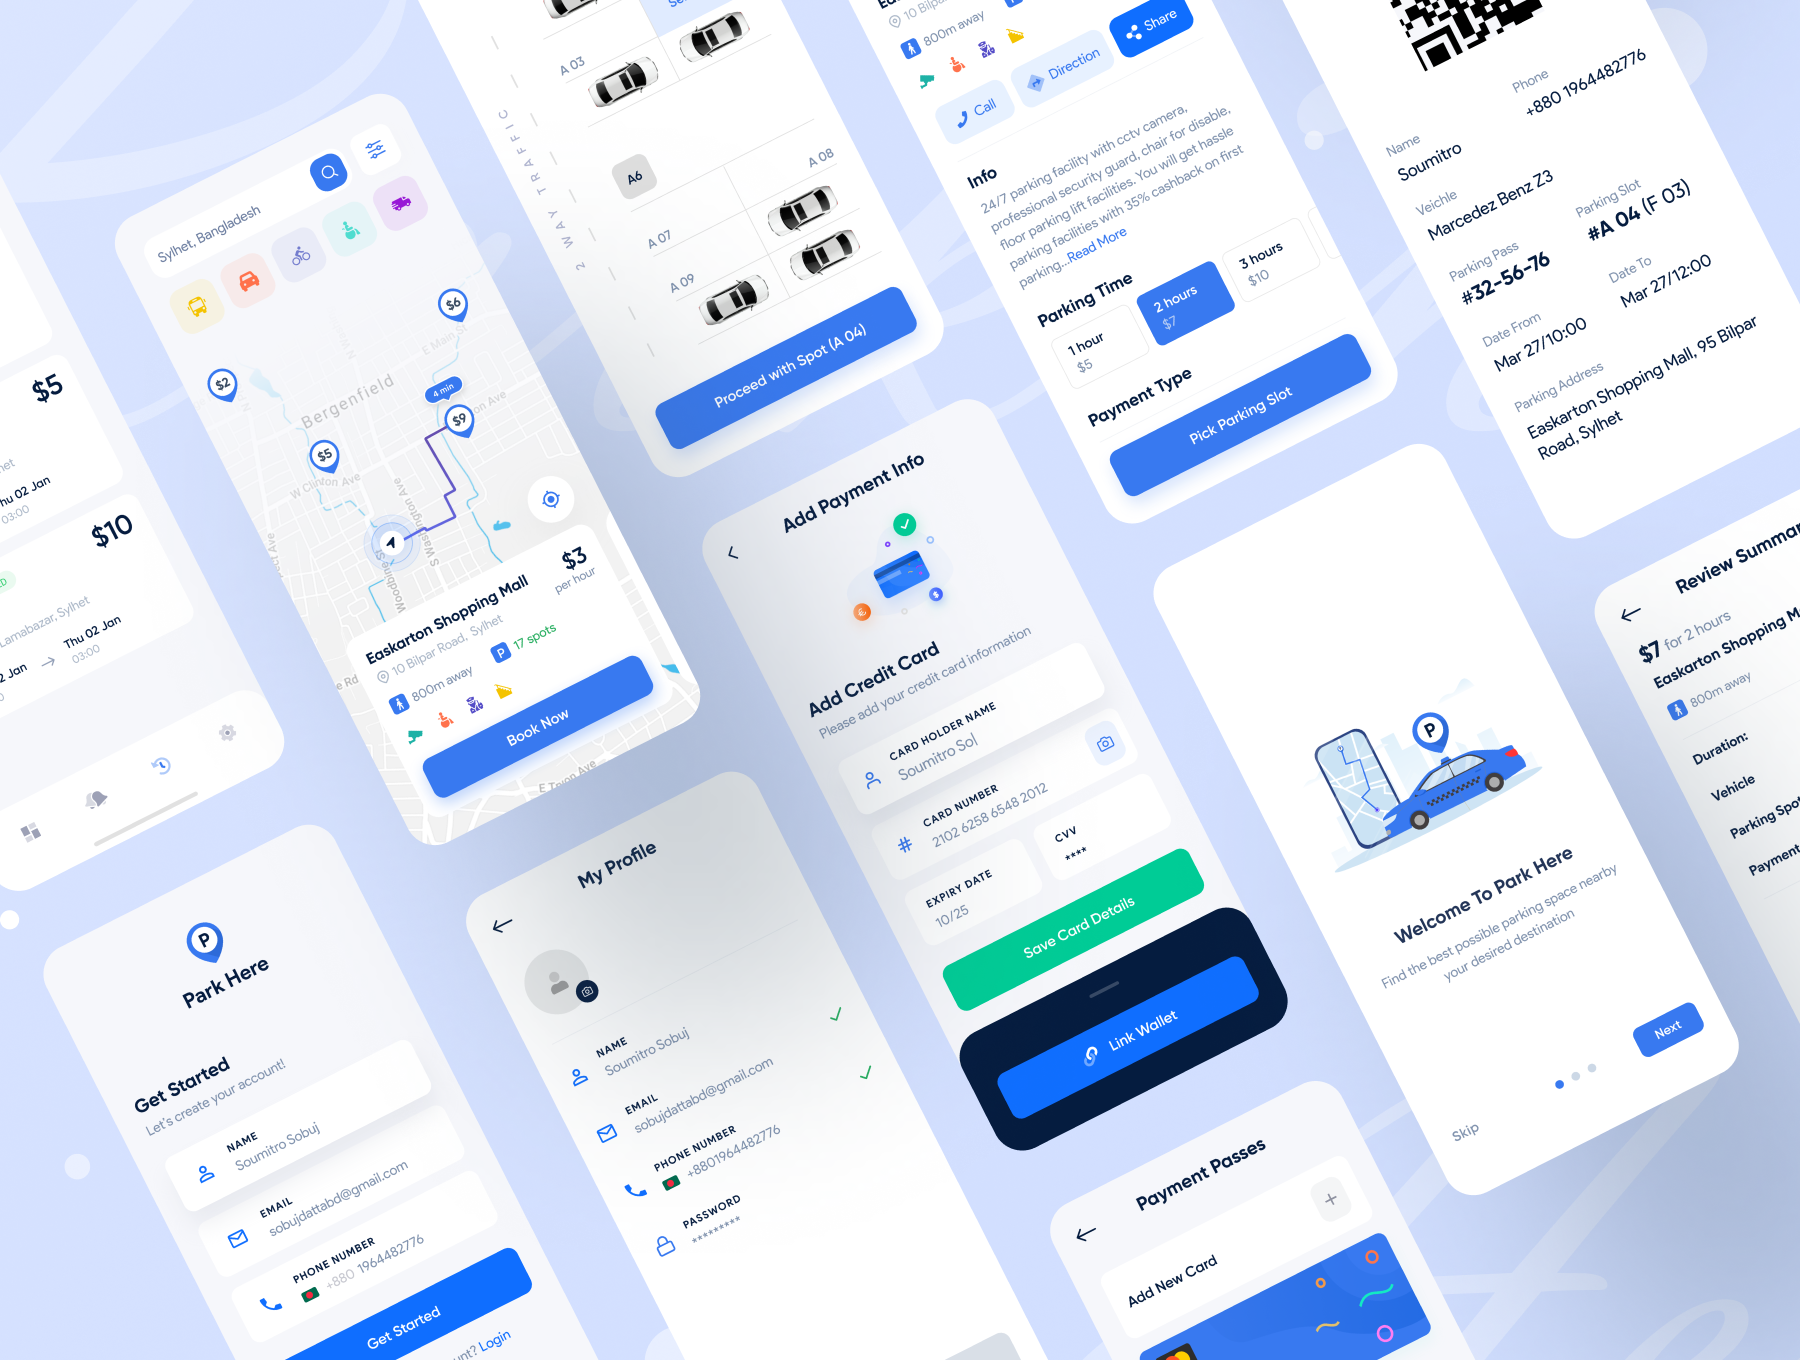 $5
Thu 02 Jan
03:00
$10
Lamabazar, Sylhet
Thu 02 Jan
03:00
Sylhet, Bangladesh
$6
$2
$5
$9
4 min
Bergenfield
E Main St
W Clinton Ave
S Washington Ave
Woodbine St
E Tryon Ave
Easkarton Shopping Mall
10 Bilpar Road, Sylhet
$3
per hour
800m away
P
17 spots
Book Now
2 WAY TRAFFIC
A 03
A6
A 07
A 08
A 09
Proceed with Spot (A 04)
10 Bilpar
800m away
Call
Direction
Share
Info
24/7 parking facility with cctv camera,
professional security guard, chair for disable,
floor parking lift facilities. You will get hassle
parking facilities with 35% cashback on first
parking...Read More
Parking Time
1 hour
$5
2 hours
$7
3 hours
$10
Payment Type
Pick Parking Slot
Phone
+880 1964482776
Name
Soumitro
Veichle
Marcedez Benz Z3
Parking Pass
#32-56-76
Parking Slot
#A 04 (F 03)
Date From
Mar 27/10:00
Date To
Mar 27/12:00
Parking Address
Easkarton Shopping Mall, 95 Bilpar
Road, Sylhet
P
Park Here
Get Started
Let's create your account!
NAME
Soumitro Sobuj
EMAIL
sobujdattabd@gmail.com
PHONE NUMBER
+880 1964482776
Get Started
Login
My Profile
NAME
Soumitro Sobuj
EMAIL
sobujdattabd@gmail.com
PHONE NUMBER
+8801964482776
PASSWORD
*********
Add Payment Info
Add Credit Card
Please add your credit card information
CARD HOLDER NAME
Soumitro So
CARD NUMBER
2102 6258 6548 2012
EXPIRY DATE
10/25
CVV
****
Save Card Details
Link Wallet
Payment Passes
Add New Card
P
Welcome To Park Here
Find the best possible parking space nearby
your desired destination
Next
Skip
Review Summar
$7 for 2 hours
Easkarton Shopping M
800m away
Duration:
Vehicle
Parking Spot
Payment